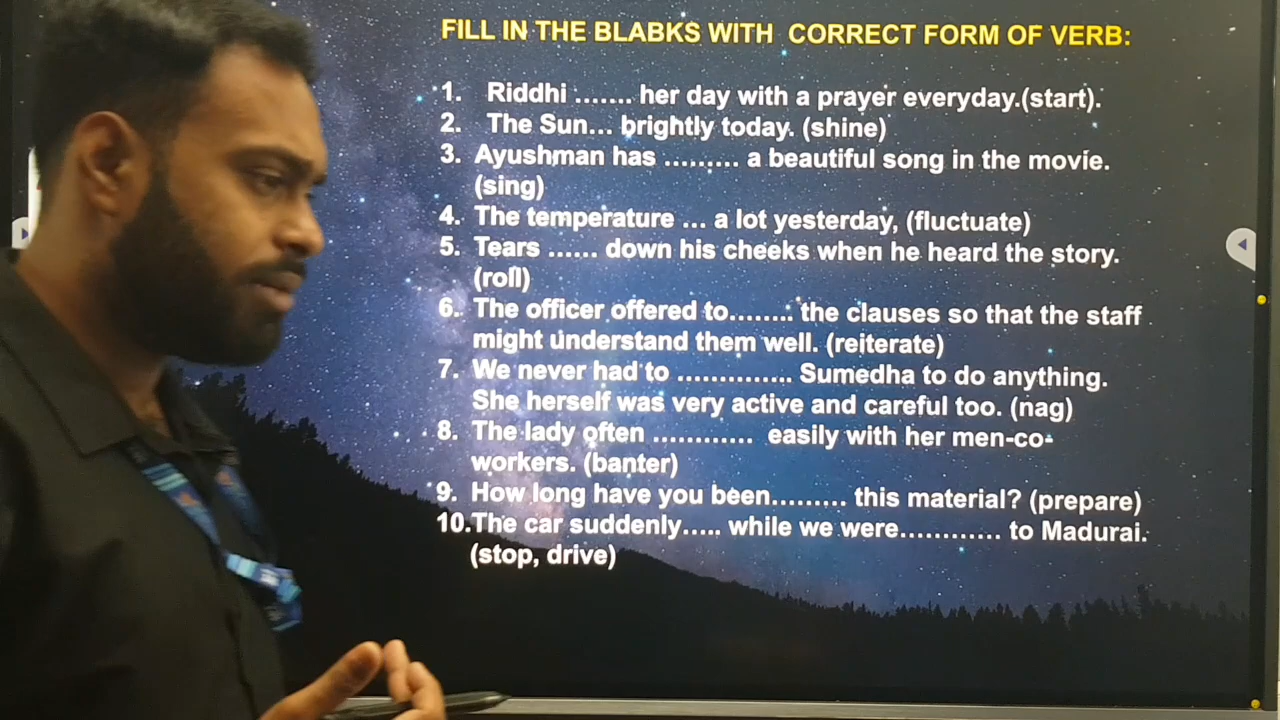 FILL IN THE BLABKS WITH CORRECT FORM OF VERB:
1. Riddhi ....... her day with a prayer everyday.(start).
2. The Sun... brightly today. (shine)
3. Ayushman has ......... a beautiful song in the movie.
(sing)
4. The temperature ... a lot yesterday, (fluctuate)
5. Tears ...... down his cheeks when he heard the story.
(roll)
6. The officer offered to........ the clauses so that the staff
might understand them well. (reiterate)
7. We never had to .............. Sumedha to do anything.
She herself was very active and careful too. (nag)
8. The lady often ............ easily with her men-co-
workers. (banter)
9. How long have you been......... this material? (prepare)
10.The car suddenly..... while we were............ to Madurai.
(stop, drive)